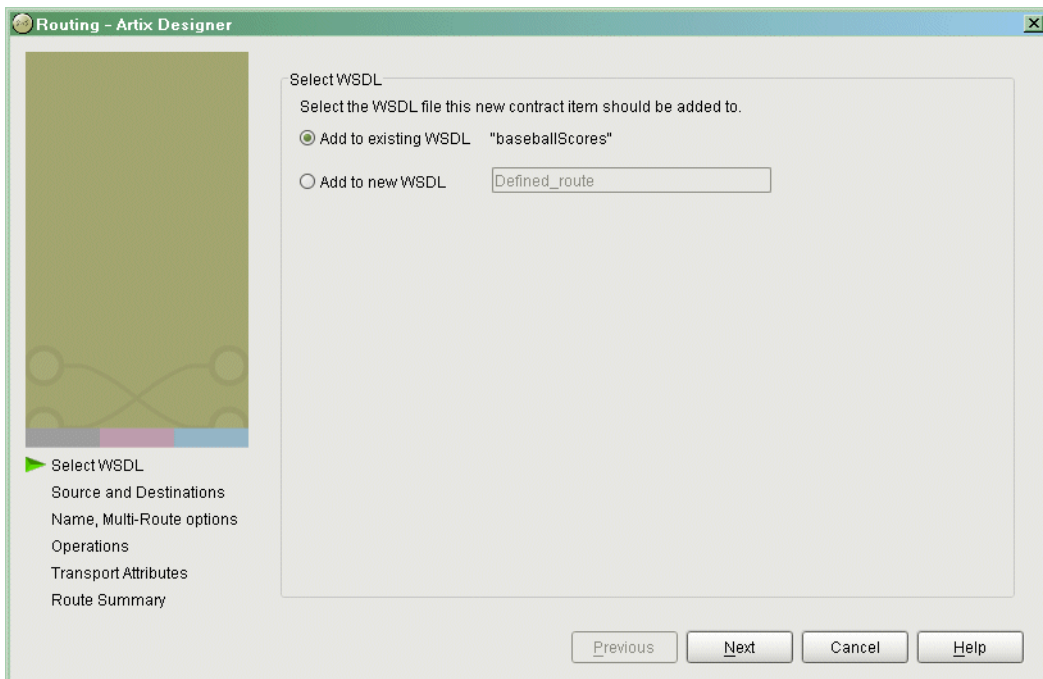 Routing - Artix Designer
Select WSDL
Select the WSDL file this new contract item should be added to.
Add to existing WSDL "baseballScores"
Add to new WSDL Defined_route
Select WSDL
Source and Destinations
Name, Multi-Route options
Operations
Transport Attributes
Route Summary
Previous Next Cancel Help